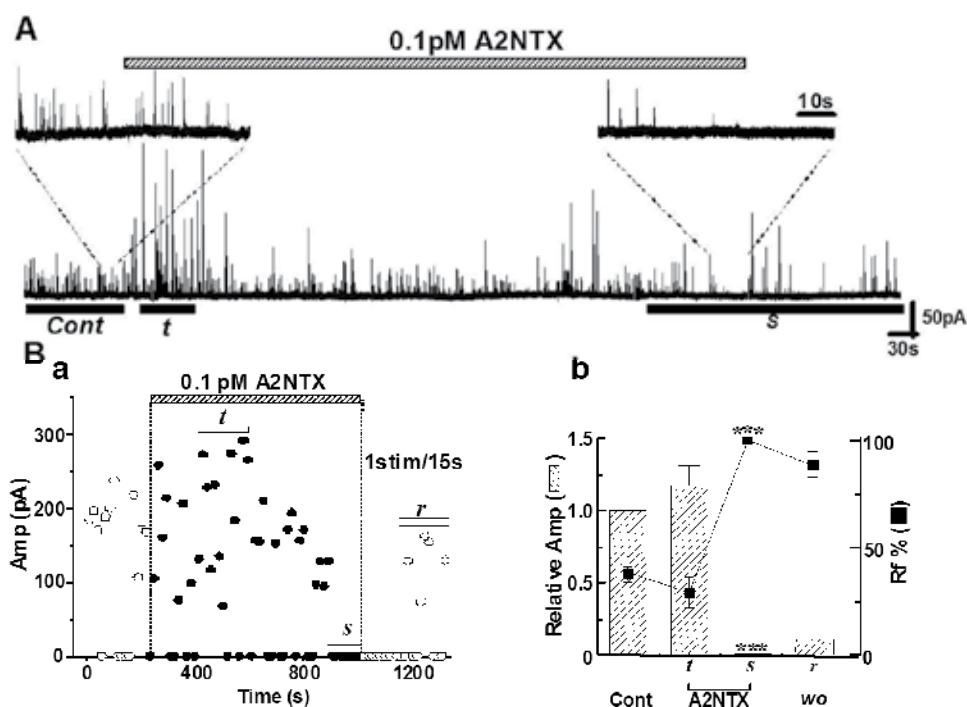 A
0.1pM A2NTX
10s
Cont
t
s
50pA
30s
B
a
0.1 pM A2NTX
t
1stim/15s
r
s
Amp (pA)
300
200
100
0
0
400
800
1200
Time (s)
b
***
1.5
1.0
0.5
0
Relative Amp ( )
100
50
0
Rf % ( )
***
t
s
r
Cont
A2NTX
wo